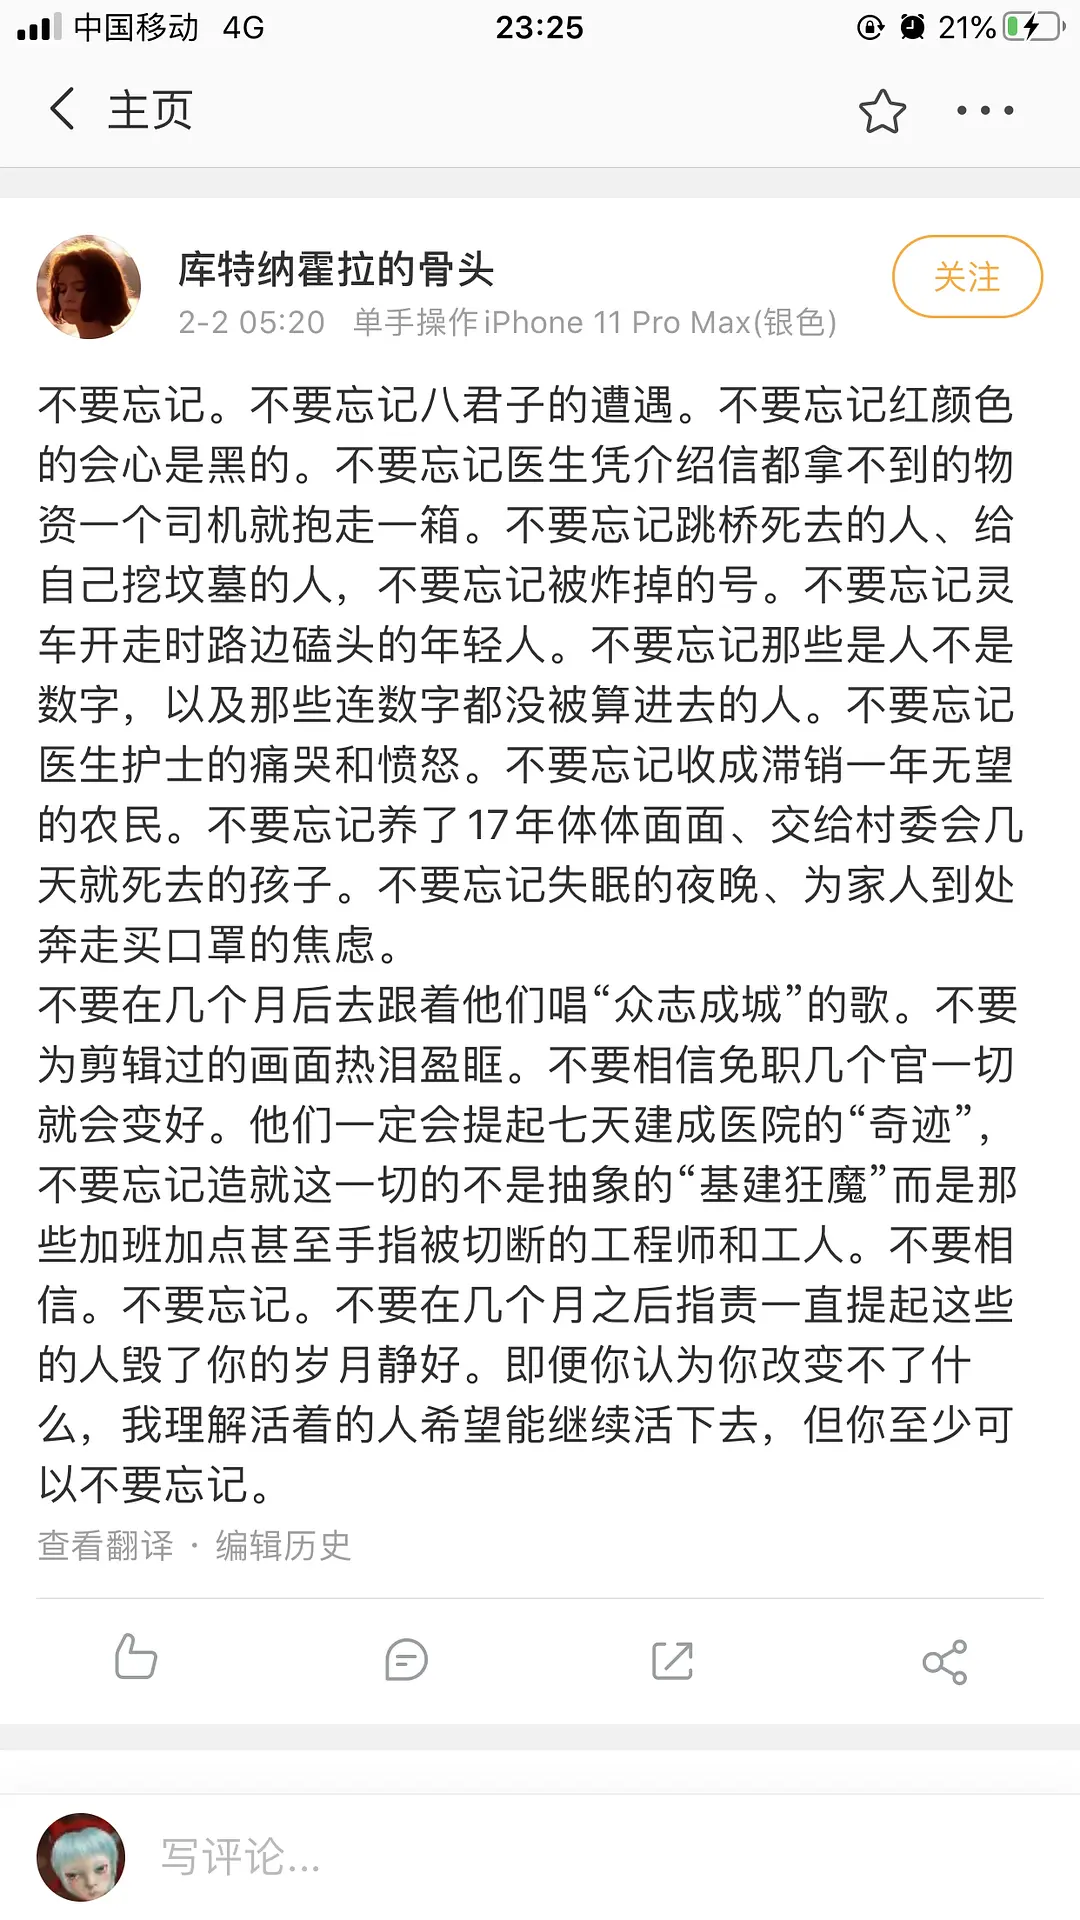 中国移动 4G 23:25 21%
主页
库特纳霍拉的骨头
关注
2-2 05:20 单手操作iPhone 11 Pro Max(银色)
不要忘记。不要忘记八君子的遭遇。不要忘记红颜色
的会心是黑的。不要忘记医生凭介绍信都拿不到的物
资一个司机就抱走一箱。不要忘记跳桥死去的人、给
自己挖坟墓的人，不要忘记被炸掉的号。不要忘记灵
车开走时路边磕头的年轻人。不要忘记那些是人不是
数字，以及那些连数字都没被算进去的人。不要忘记
医生护士的痛哭和愤怒。不要忘记收成滞销一年无望
的农民。不要忘记养了17年体体面面、交给村委会几
天就死去的孩子。不要忘记失眠的夜晚、为家人到处
奔走买口罩的焦虑。
不要在几个月后去跟着他们唱“众志成城”的歌。不要
为剪辑过的画面热泪盈眶。不要相信免职几个官一切
就会变好。他们一定会提起七天建成医院的“奇迹”，
不要忘记造就这一切的不是抽象的“基建狂魔”而是那
些加班加点甚至手指被切断的工程师和工人。不要相
信。不要忘记。不要在几个月之后指责一直提起这些
的人毁了你的岁月静好。即便你认为你改变不了什
么，我理解活着的人希望能继续活下去，但你至少可
以不要忘记。
查看翻译 · 编辑历史
写评论...